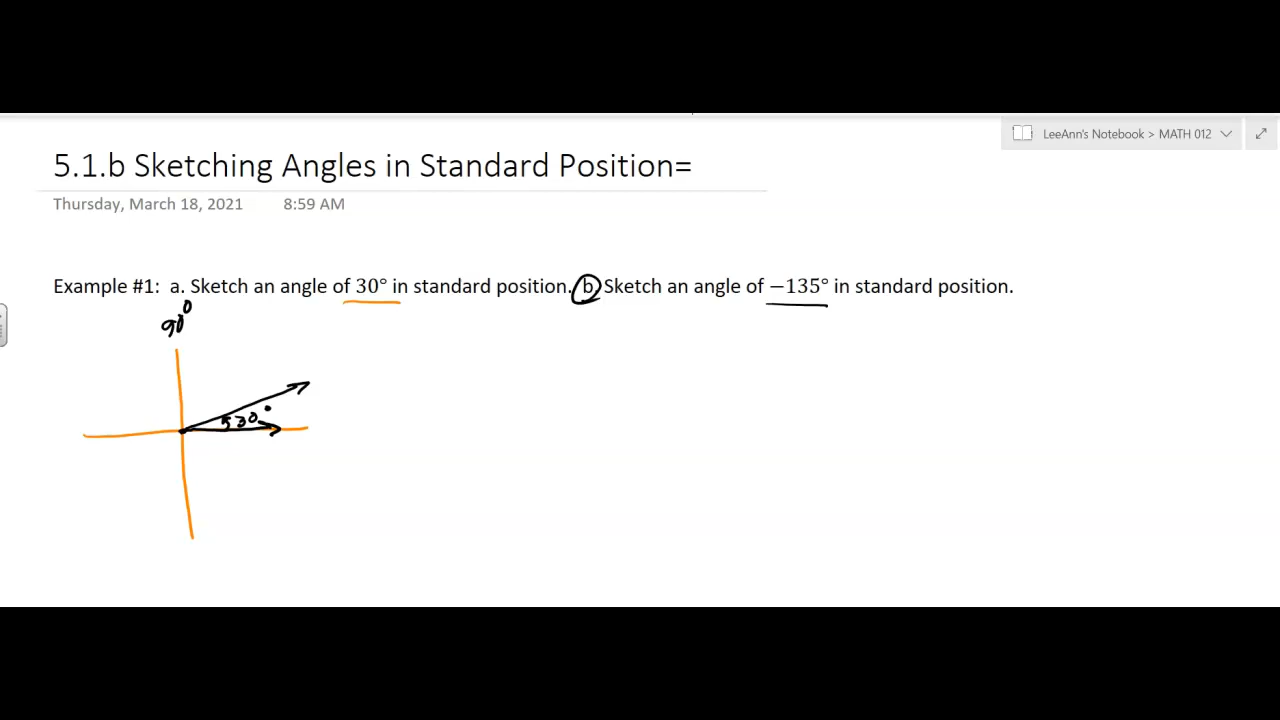 LeeAnn's Notebook > MATH 012
5.1.b Sketching Angles in Standard Position=
Thursday, March 18, 2021 8:59 AM
Example #1: a. Sketch an angle of 30° in standard position. b. Sketch an angle of −135° in standard position.
90°
30°